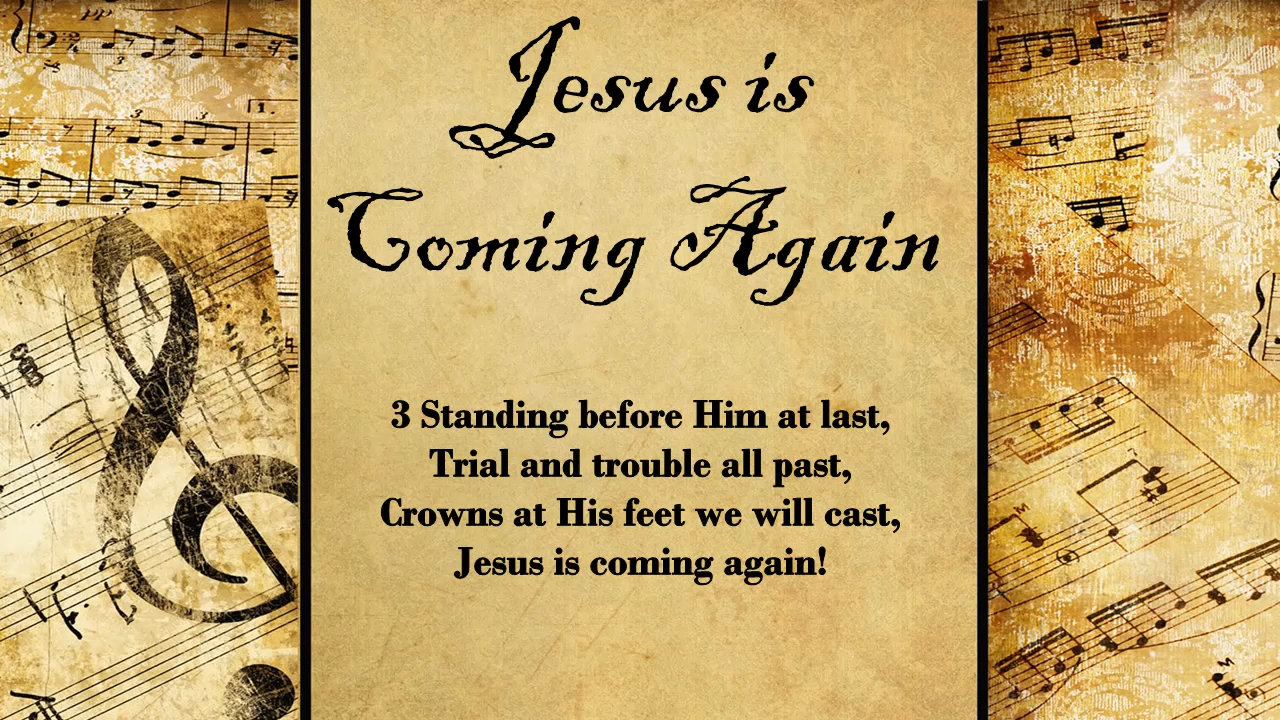 Jesus is
Coming Again
3 Standing before Him at last,
Trial and trouble all past,
Crowns at His feet we will cast,
Jesus is coming again!